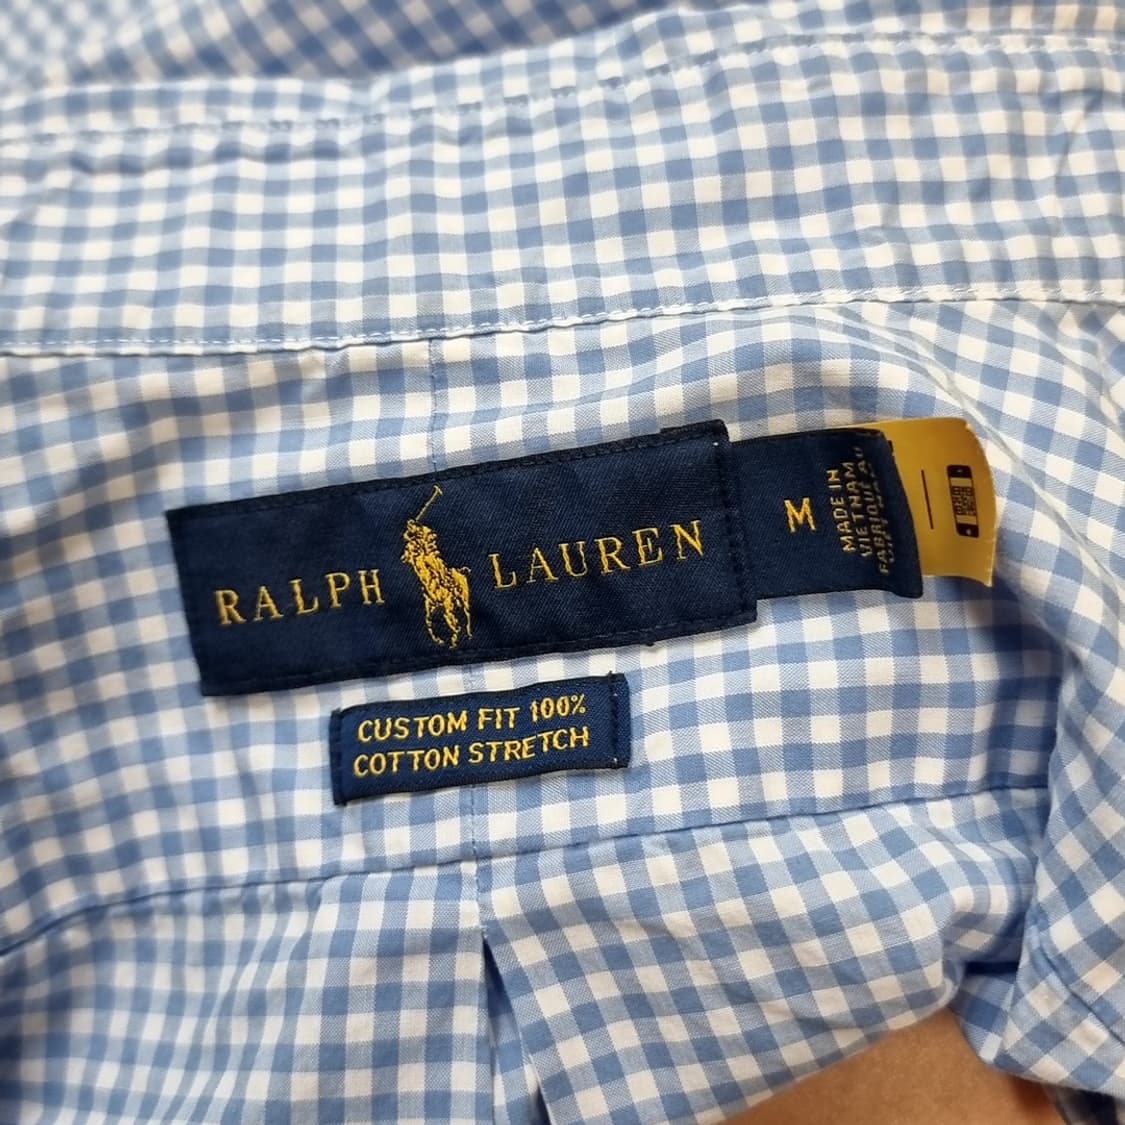 RALPH LAUREN
M
MADE IN
VIETNAM
CUSTOM FIT 100%
COTTON STRETCH